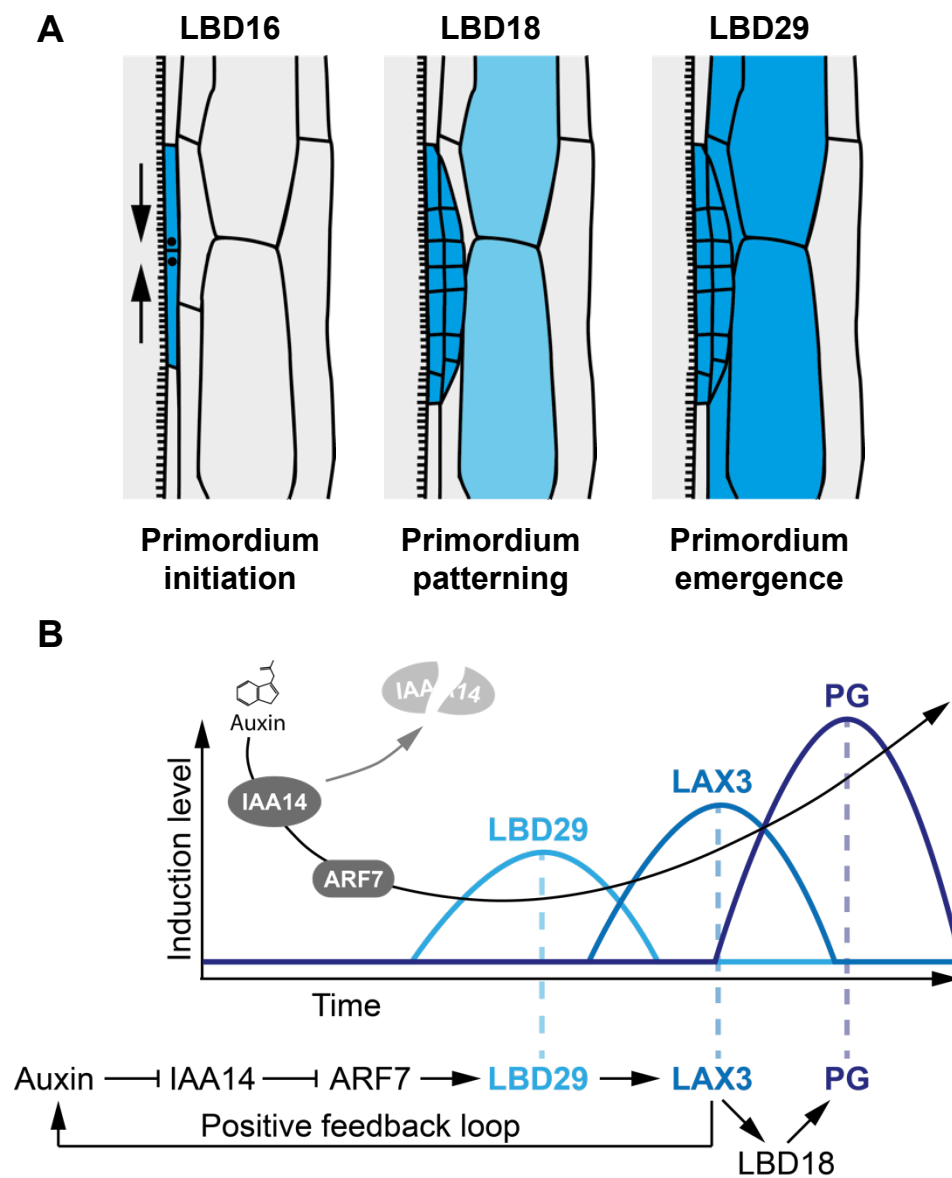 A
LBD16
LBD18
LBD29
Primordium
initiation
Primordium
patterning
Primordium
emergence
B
Auxin
IAA14
IAA14
ARF7
LBD29
LAX3
PG
Induction level
Time
Auxin IAA14 ARF7 LBD29 LAX3 PG
Positive feedback loop
LBD18